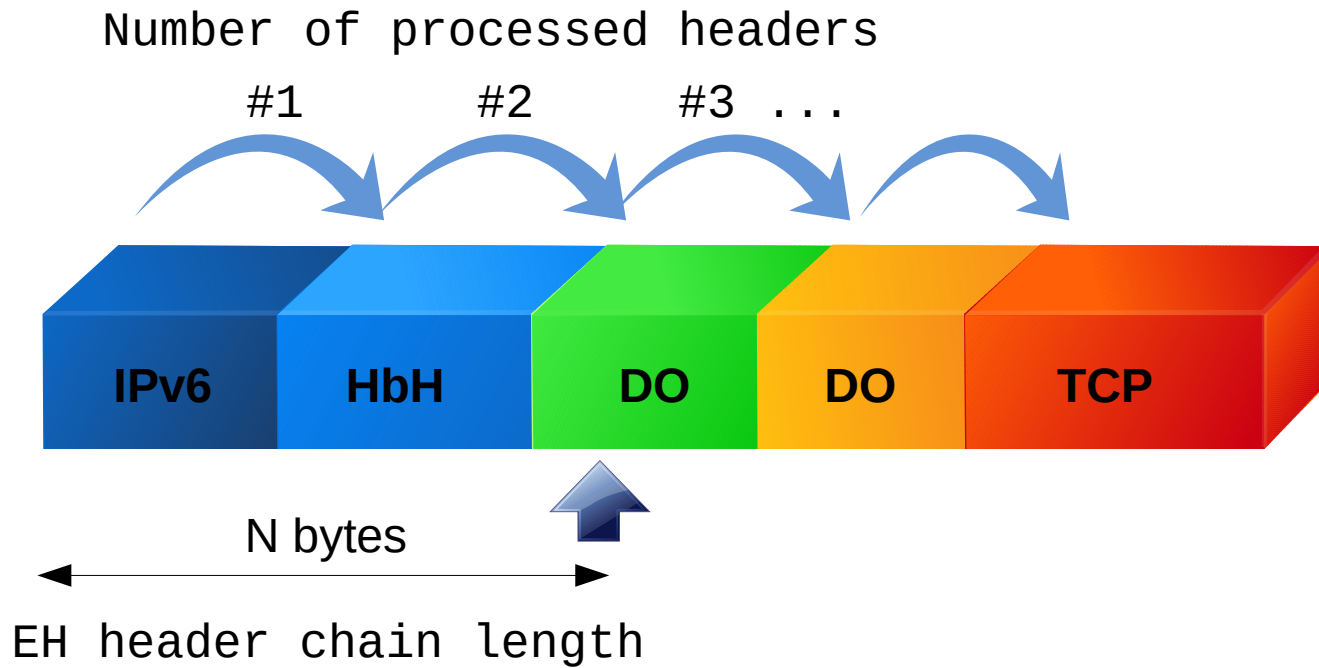 Number of processed headers
#1 #2 #3 ...
IPv6 HbH DO DO TCP
N bytes
EH header chain length